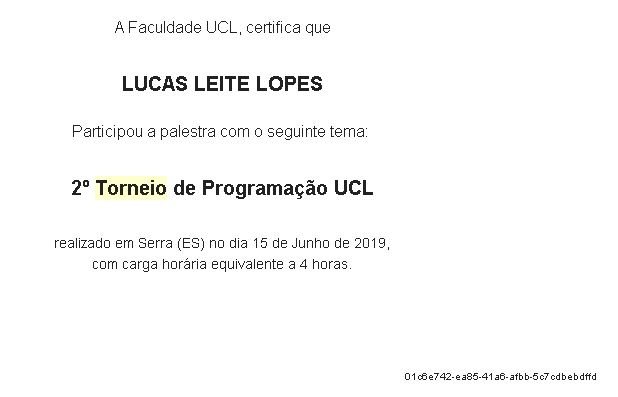 A Faculdade UCL, certifica que
LUCAS LEITE LOPES
Participou a palestra com o seguinte tema:
2º Torneio de Programação UCL
realizado em Serra (ES) no dia 15 de Junho de 2019,
com carga horária equivalente a 4 horas.
01c6e742-ea85-41a6-afbb-5c7cdbebdffd